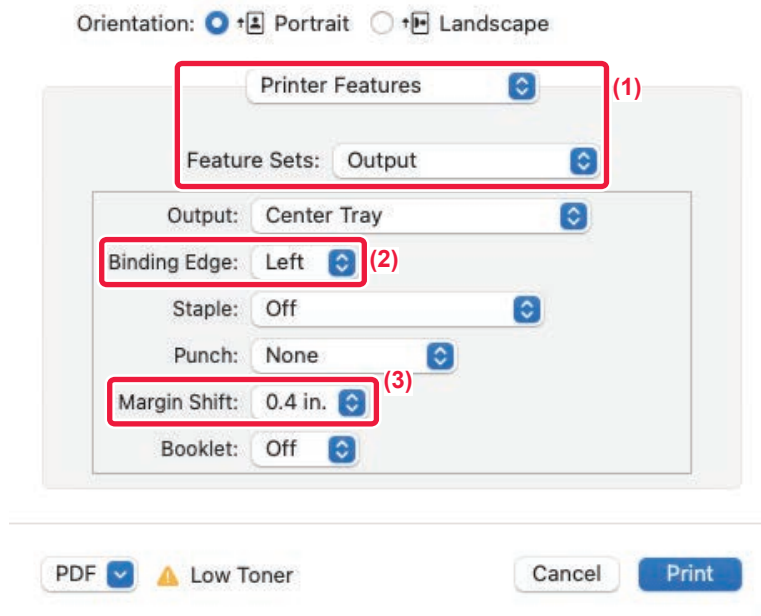 Orientation: Portrait Landscape
Printer Features
(1)
Feature Sets: Output
Output: Center Tray
Binding Edge: Left
(2)
Staple: Off
Punch: None
(3)
Margin Shift: 0.4 in.
Booklet: Off
PDF Low Toner Cancel Print